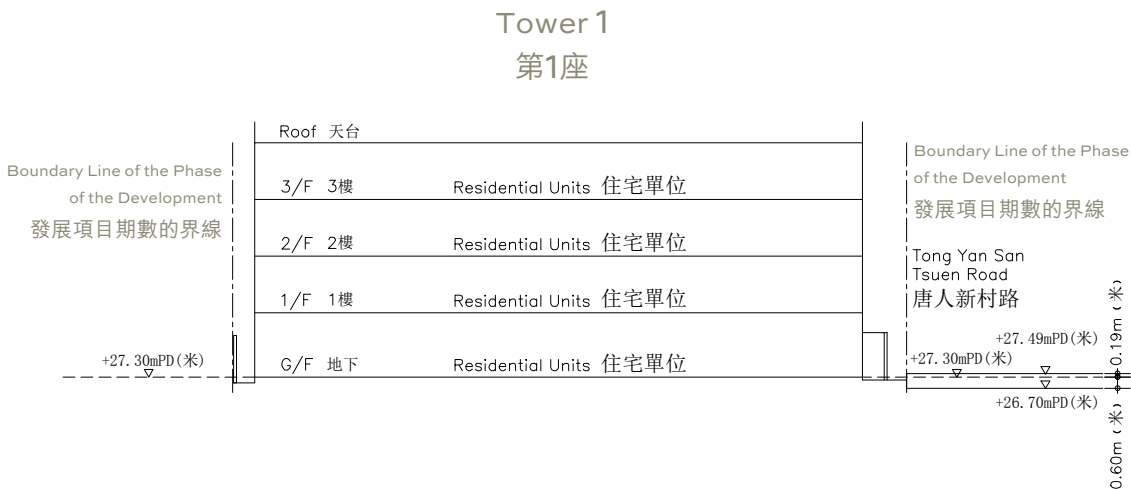 Tower 1
第1座
Roof 天台
Boundary Line of the Phase
of the Development
發展項目期數的界線
3/F 3樓 Residential Units 住宅單位
2/F 2樓 Residential Units 住宅單位
1/F 1樓 Residential Units 住宅單位
G/F 地下 Residential Units 住宅單位
+27.30mPD(米)
Boundary Line of the Phase
of the Development
發展項目期數的界線
Tong Yan San
Tsuen Road
唐人新村路
+27.49mPD(米)
+27.30mPD(米)
+26.70mPD(米)
0.19m (米)
0.60m (米)